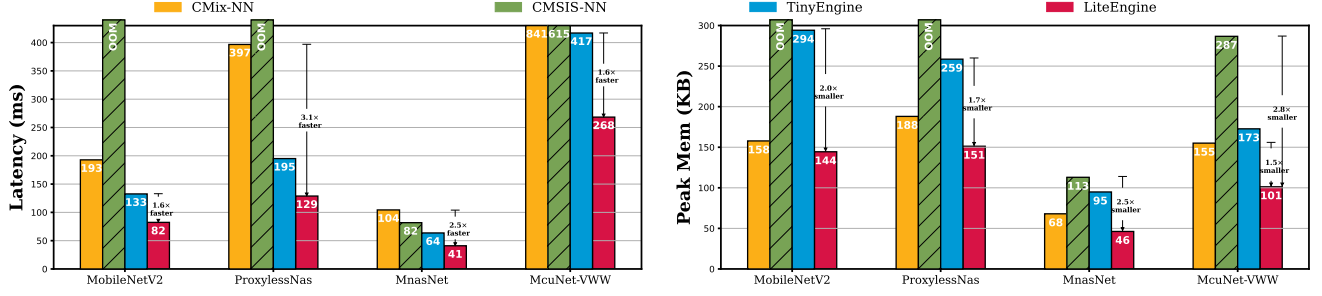 CMix-NN
CMSIS-NN
TinyEngine
LiteEngine
Latency (ms)
400
350
300
250
200
150
100
50
0
193
OOM
133
82
1.6×
faster
397
OOM
195
129
3.1×
faster
104
82
64
41
2.5×
faster
841
615
417
268
1.6×
faster
MobileNetV2
ProxylessNas
MnasNet
McuNet-VWW
Peak Mem (KB)
300
250
200
150
100
50
0
158
OOM
294
144
2.0×
smaller
188
OOM
259
151
1.7×
smaller
68
113
95
46
2.5×
smaller
155
287
173
101
2.8×
smaller
1.5×
smaller
MobileNetV2
ProxylessNas
MnasNet
McuNet-VWW